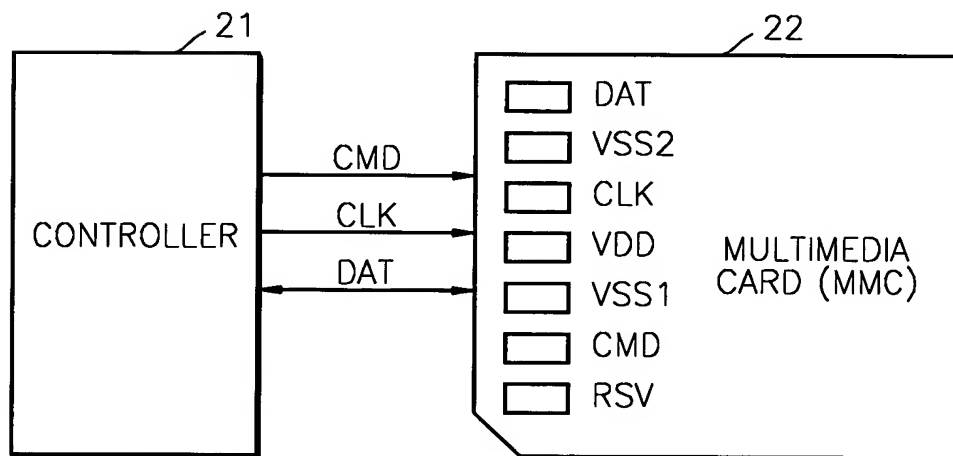 21
22
CONTROLLER
CMD
CLK
DAT
DAT
VSS2
CLK
VDD
VSS1
CMD
RSV
MULTIMEDIA
CARD (MMC)